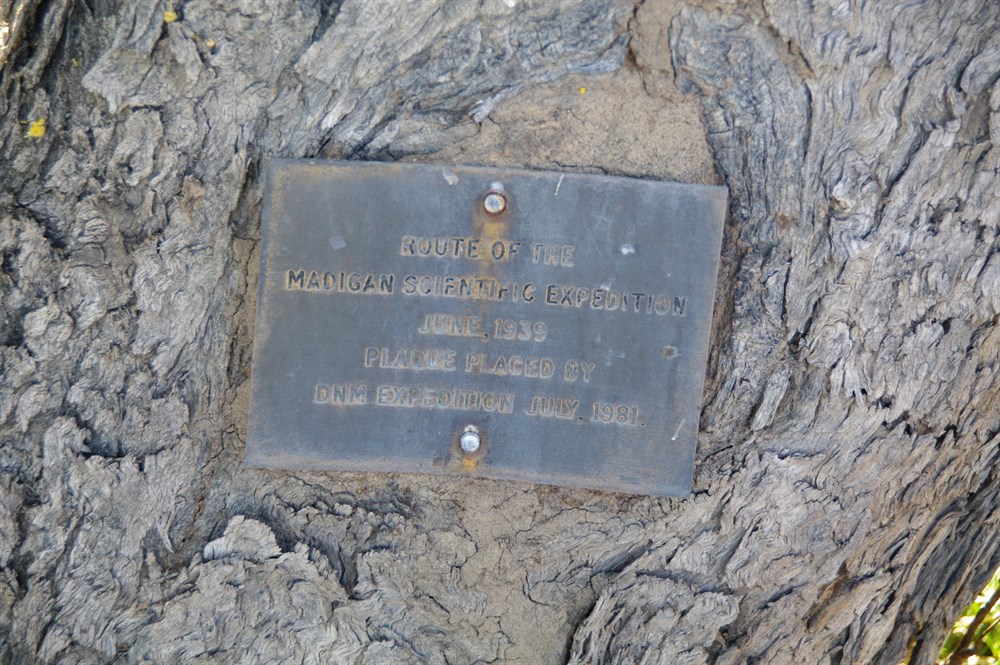 ROUTE OF THE
MADIGAN SCIENTIFIC EXPEDITION
JUNE, 1939
PLAQUE PLACED BY
DNM EXPEDITION JULY, 1981.